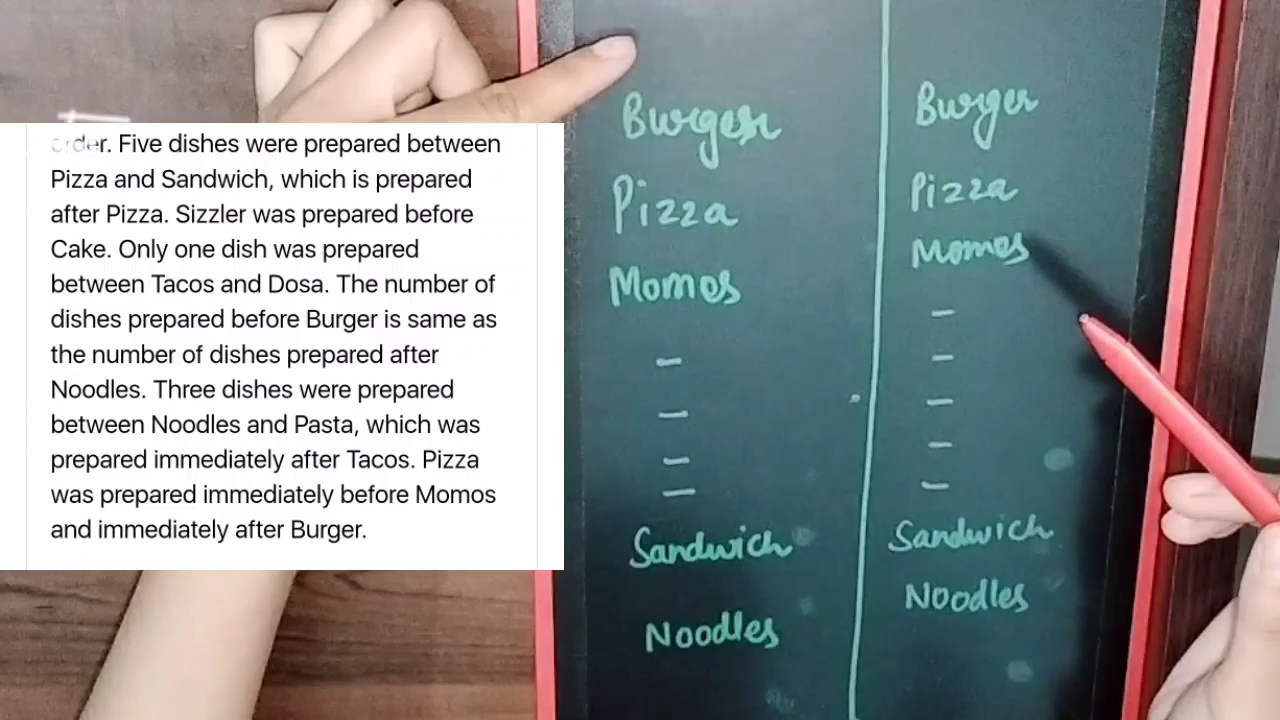 order. Five dishes were prepared between
Pizza and Sandwich, which is prepared
after Pizza. Sizzler was prepared before
Cake. Only one dish was prepared
between Tacos and Dosa. The number of
dishes prepared before Burger is same as
the number of dishes prepared after
Noodles. Three dishes were prepared
between Noodles and Pasta, which was
prepared immediately after Tacos. Pizza
was prepared immediately before Momos
and immediately after Burger.
Burger
Pizza
Momos
—
—
—
—
Sandwich
Noodles
Burger
Pizza
Momos
—
—
—
—
—
Sandwich
Noodles